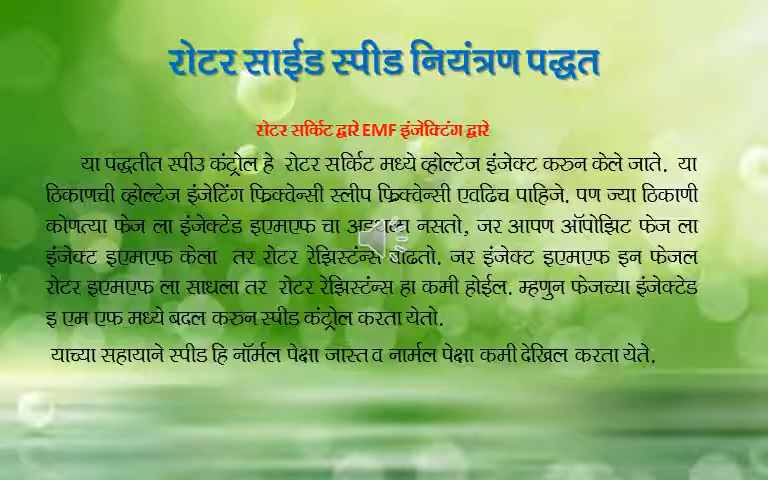 रोटर साईड स्पीड नियंत्रण पद्धत
रोटर सर्किट द्वारे EMF इंजेक्टिंग द्वारे
या पद्धतीत स्पीउ कंट्रोल हे रोटर सर्किट मध्ये व्होल्टेज इंजेक्ट करुन केले जाते. या
ठिकाणची व्होल्टेज इंजेटिंग फ्रिक्वेन्सी स्लीप फ्रिक्वेन्सी एवढिच पाहिजे. पण ज्या ठिकाणी
कोणत्या फेज ला इंजेक्टेड इएमएफ चा नसतो, जर आपण ऑपोझिट फेज ला
इंजेक्ट इएमएफ केला तर रोटर रेझिस्टंन्स वाढतो. जर इंजेक्ट इएमएफ इन फेजल
रोटर इएमएफ ला साधला तर रोटर रेझिस्टंन्स हा कमी होईल. म्हणुन फेजच्या इंजेक्टेड
इ एम एफ मध्ये बदल करुन स्पीड कंट्रोल करता येतो.
याच्या सहायाने स्पीड हि नॉर्मल पेक्षा जास्त व नार्मल पेक्षा कमी देखिल करता येते.